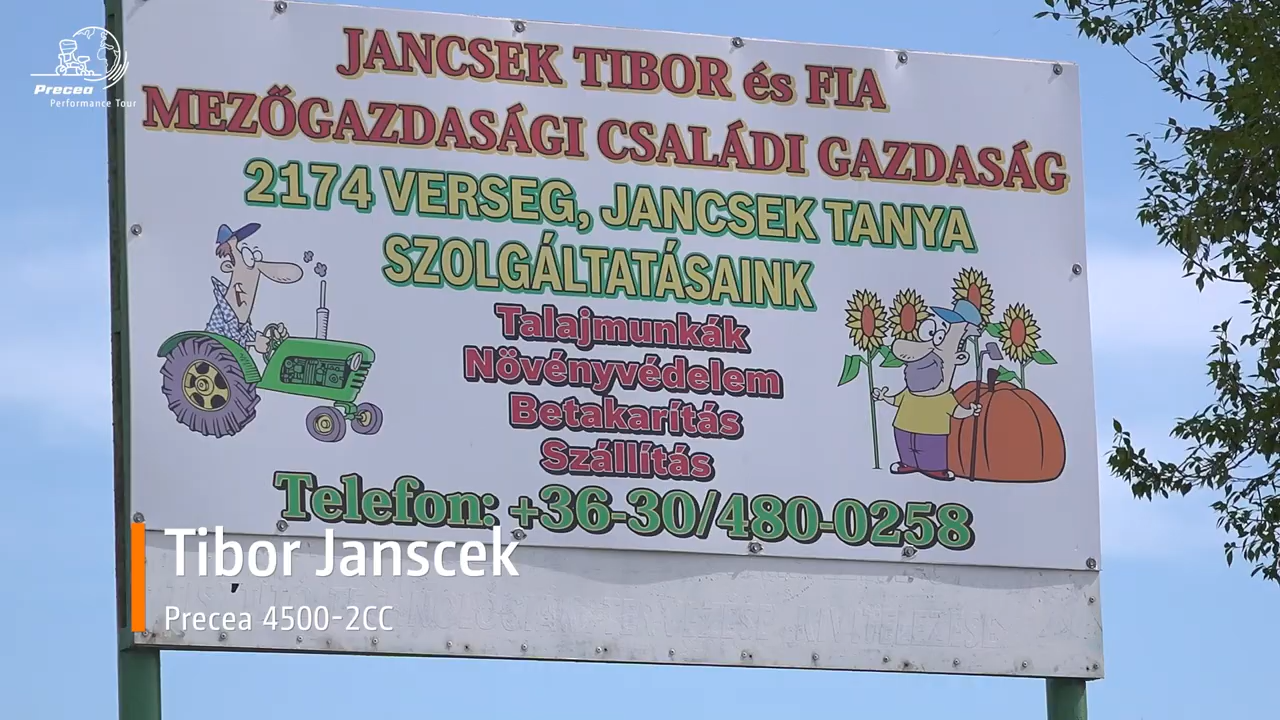 Precea
Performance Tour
JANCSEK TIBOR és FIA
MEZŐGAZDASÁGI CSALÁDI GAZDASÁG
2174 VERSEG, JANCSEK TANYA
SZOLGÁLTATÁSAINK
Talajmunkák
Növényvédelem
Betakarítás
Szállítás
Telefon: +36-30/480-0258
Tibor Janscek
Precea 4500-2CC